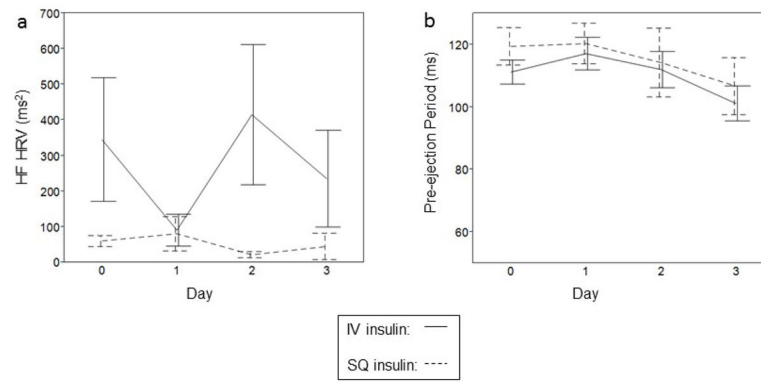 a
HF HRV (ms²)
700
600
500
400
300
200
100
0
0 1 2 3
Day
b
Pre-ejection Period (ms)
120
100
80
60
0 1 2 3
Day
IV insulin:
SQ insulin: